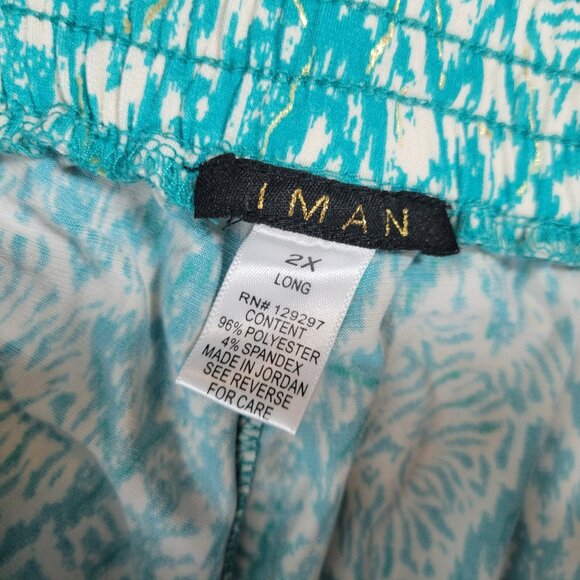 IMAN
2X
LONG
RN# 129297
CONTENT
96% POLYESTER
4% SPANDEX
MADE IN JORDAN
SEE REVERSE
FOR CARE